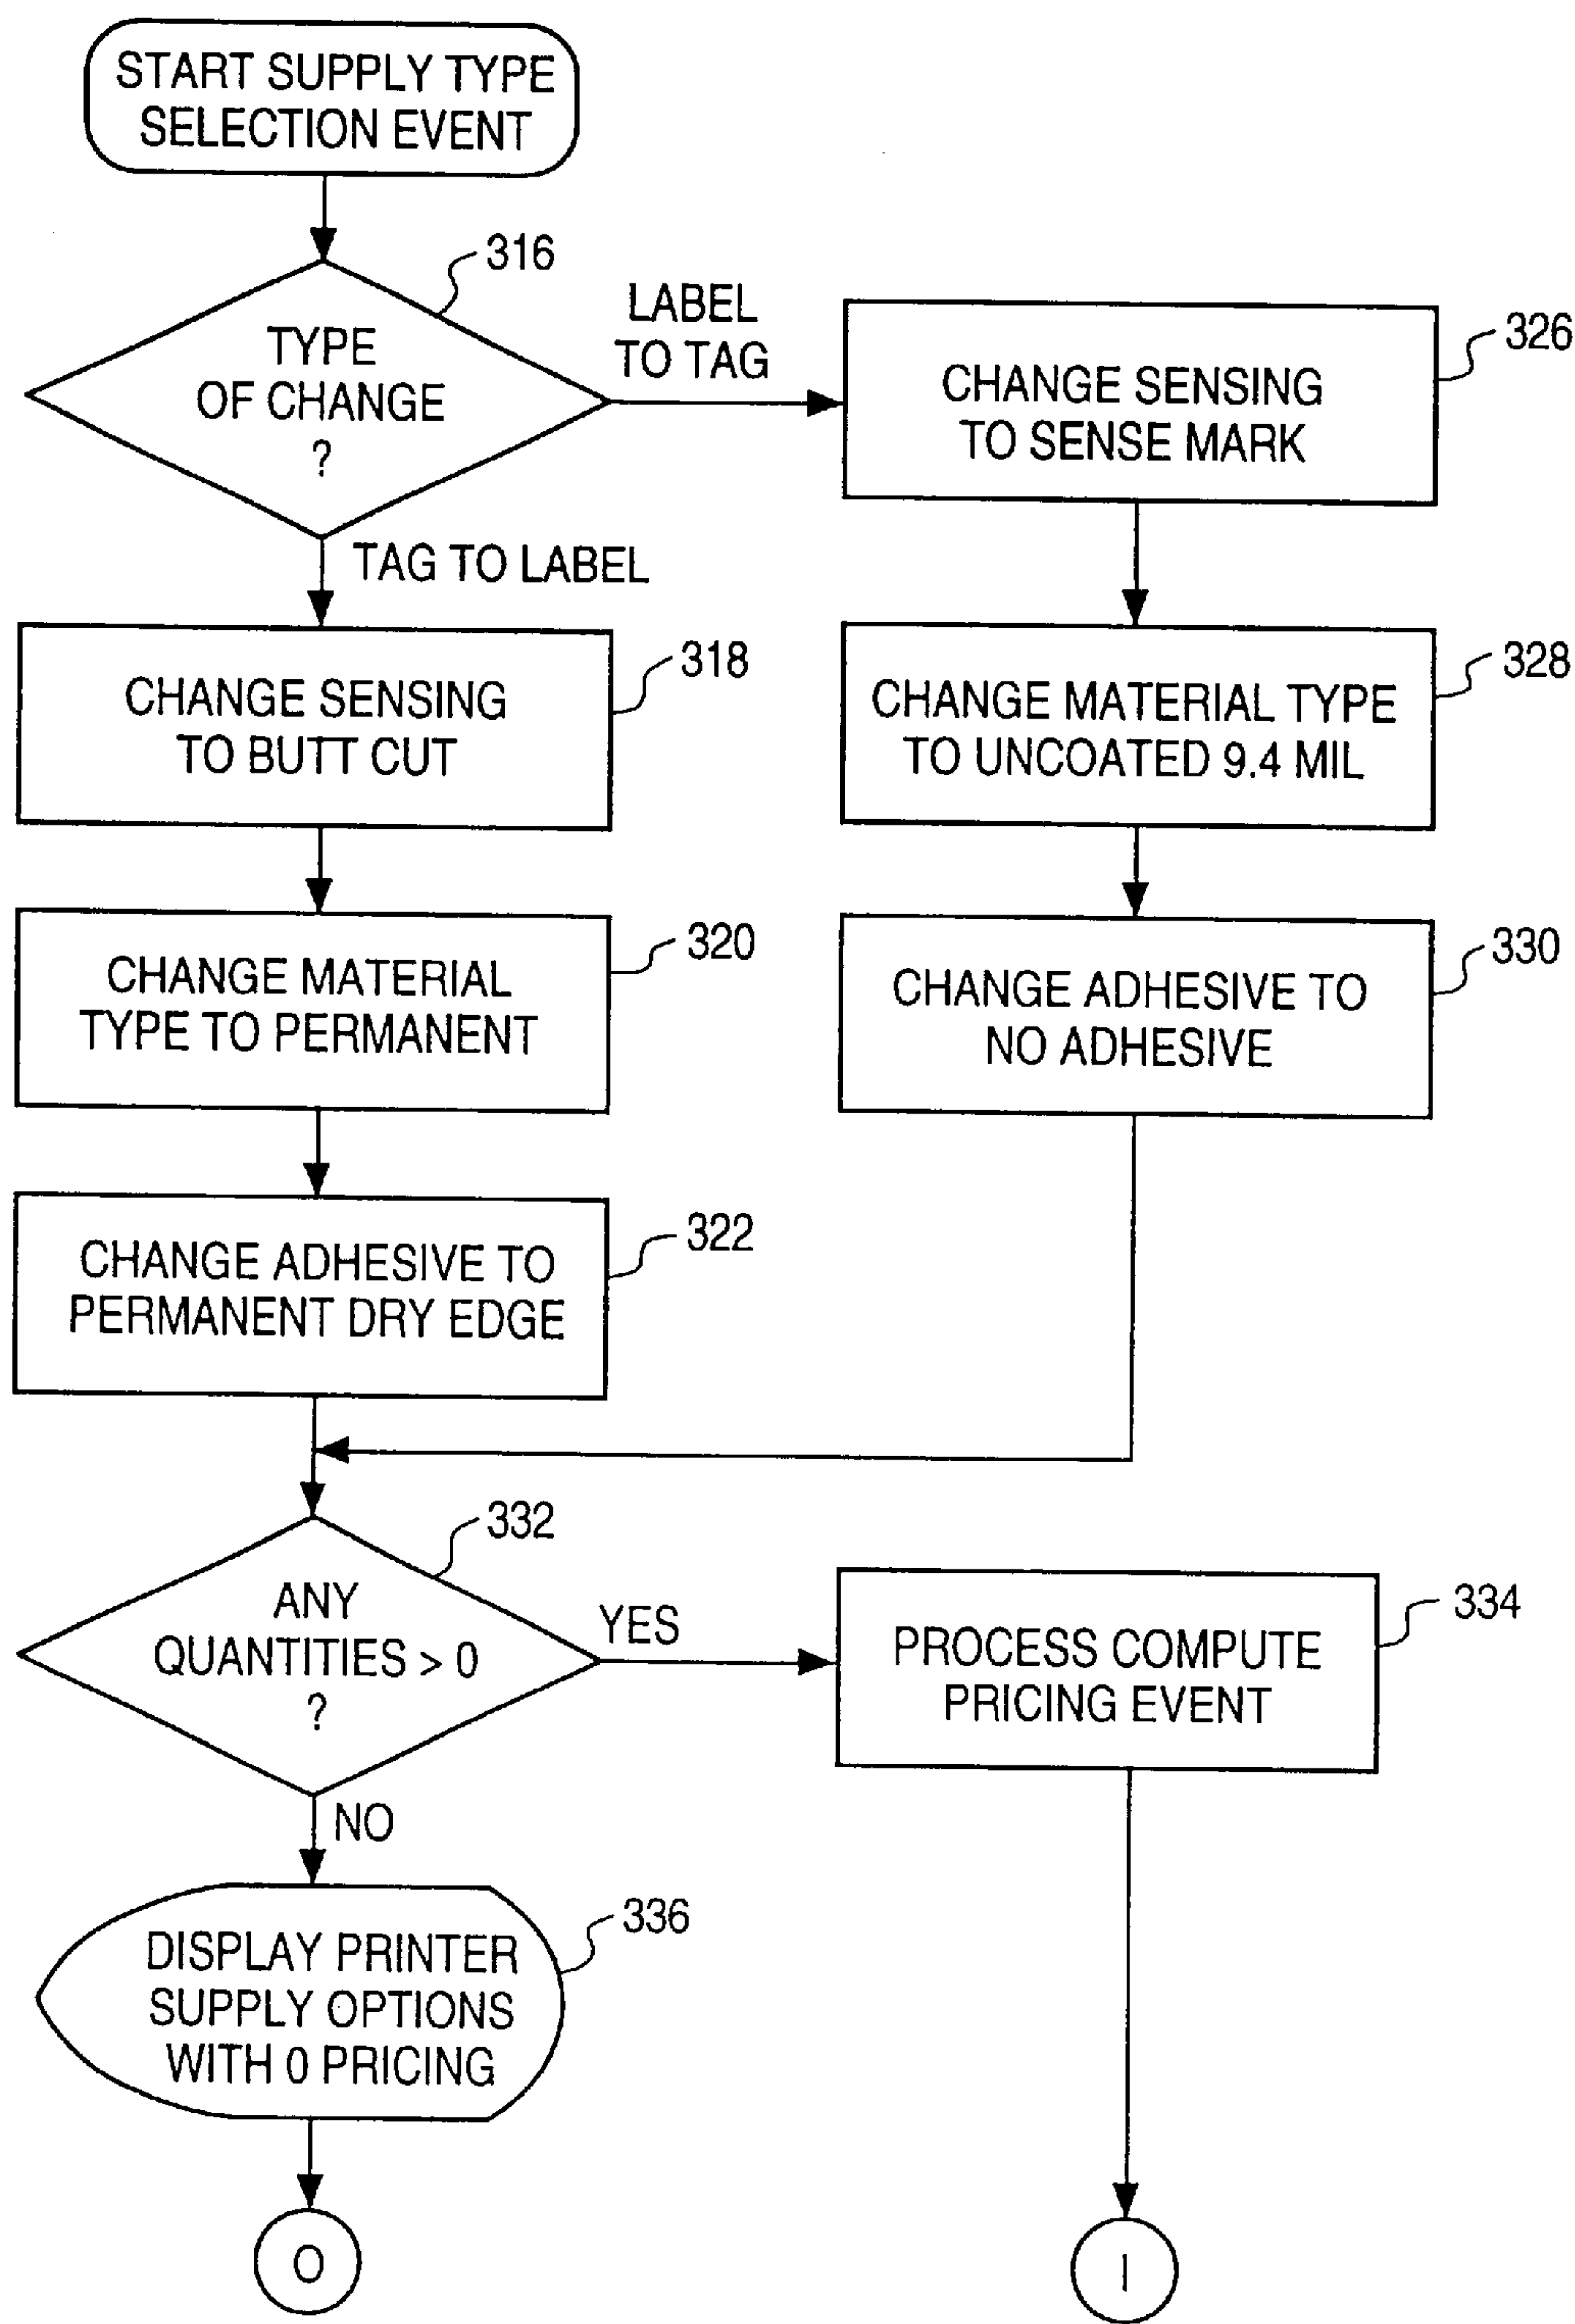 START SUPPLY TYPE
SELECTION EVENT
316
TYPE
OF CHANGE
?
LABEL
TO TAG
326
CHANGE SENSING
TO SENSE MARK
TAG TO LABEL
318
CHANGE SENSING
TO BUTT CUT
328
CHANGE MATERIAL TYPE
TO UNCOATED 9.4 MIL
320
CHANGE MATERIAL
TYPE TO PERMANENT
330
CHANGE ADHESIVE TO
NO ADHESIVE
322
CHANGE ADHESIVE TO
PERMANENT DRY EDGE
332
ANY
QUANTITIES > 0
?
YES
334
PROCESS COMPUTE
PRICING EVENT
NO
336
DISPLAY PRINTER
SUPPLY OPTIONS
WITH 0 PRICING
O
I